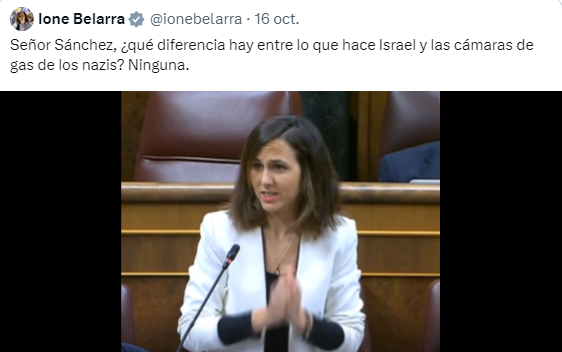 Ione Belarra @ionebelarra · 16 oct.
Señor Sánchez, ¿qué diferencia hay entre lo que hace Israel y las cámaras de
gas de los nazis? Ninguna.